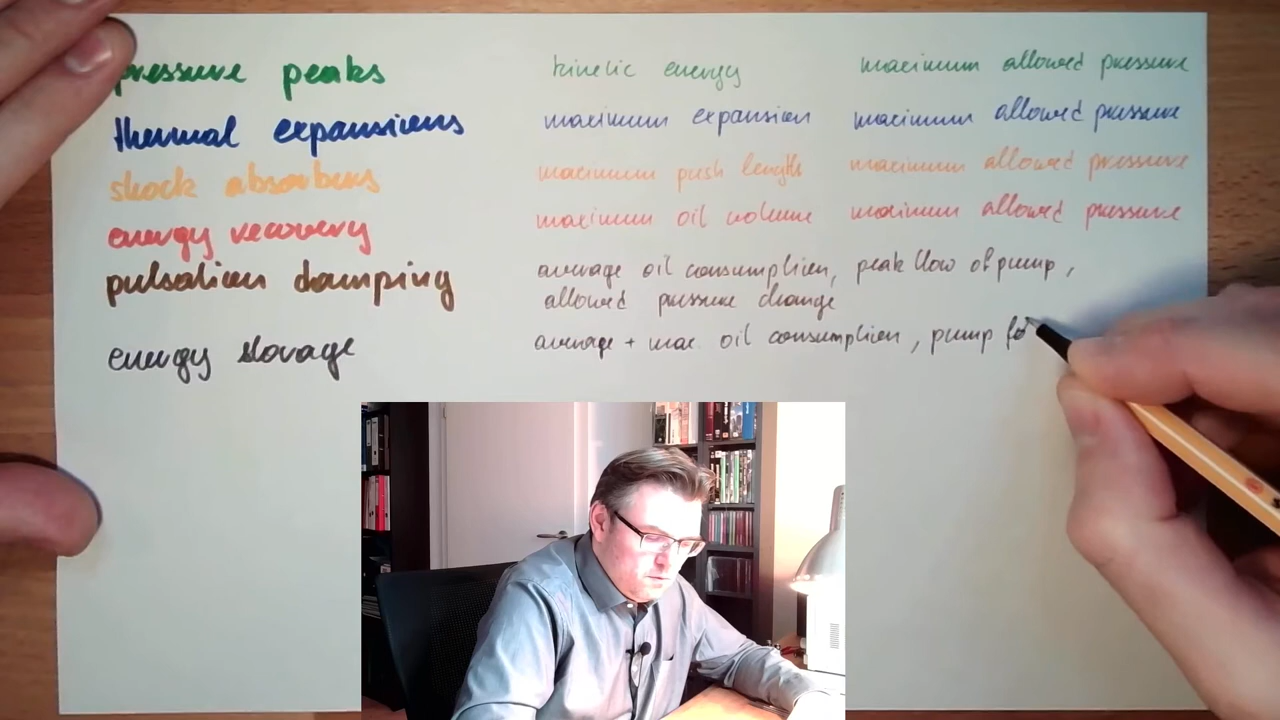 pressure peaks kinetic energy maximum allowed pressure
thermal expansions maximum expansion maximum allowed pressure
shock absorbers maximum push lengths maximum allowed pressure
energy recovery maximum oil volume maximum allowed pressure
pulsation damping average oil consumption, peak flow of pump,
allowed pressure change
energy storage average + max oil consumption, pump